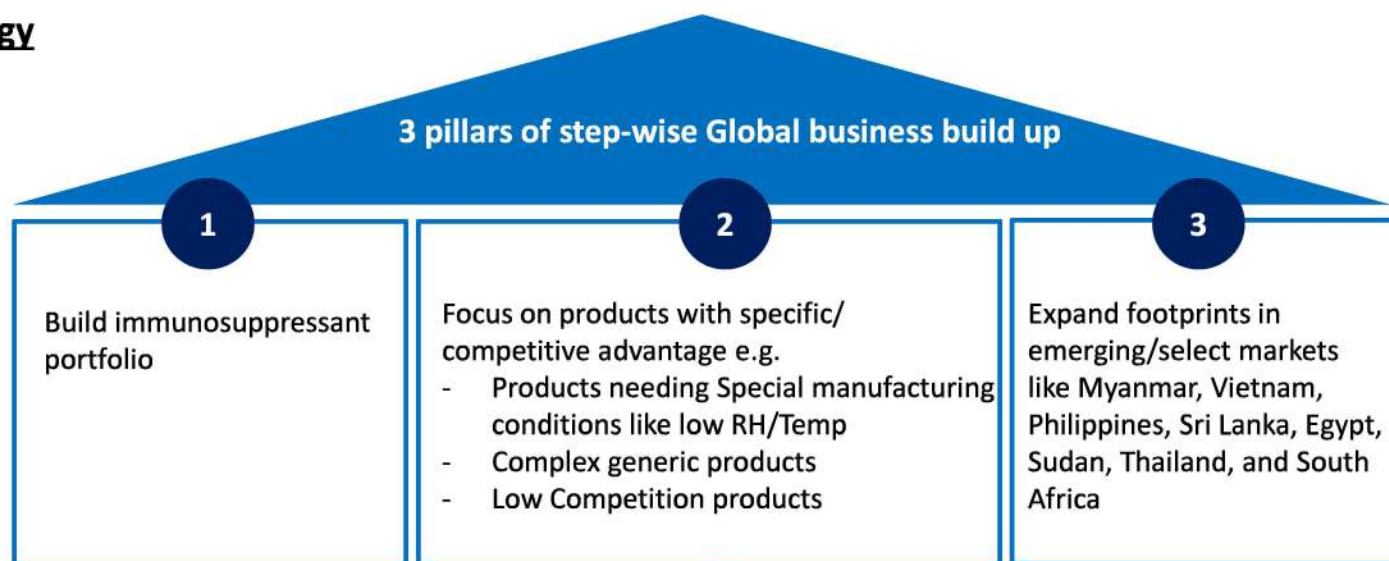 gy
3 pillars of step-wise Global business build up
1
Build immunosuppressant
portfolio
2
Focus on products with specific/
competitive advantage e.g.
- Products needing Special manufacturing
conditions like low RH/Temp
- Complex generic products
- Low Competition products
3
Expand footprints in
emerging/select markets
like Myanmar, Vietnam,
Philippines, Sri Lanka, Egypt,
Sudan, Thailand, and South
Africa